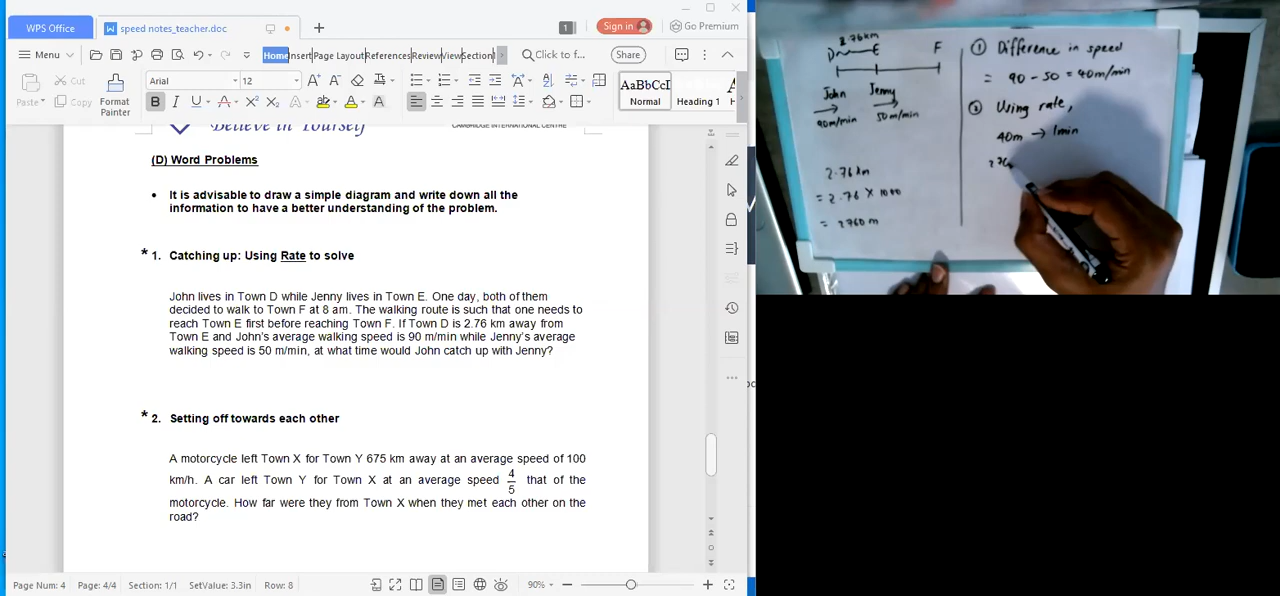 WPS Office
speed notes_teacher.doc
1
Sign in
Go Premium
Menu
Home
Insert
Page Layout
References
Review
View
Section
Click to f...
Share
Paste
Cut
Copy
Format
Painter
Arial
12
AaBbCcI
Normal
AaBbC
Heading 1
Believe in Yourself
CAMBRIDGE INTERNATIONAL CENTRE
(D) Word Problems
• It is advisable to draw a simple diagram and write down all the
information to have a better understanding of the problem.
* 1. Catching up: Using Rate to solve
John lives in Town D while Jenny lives in Town E. One day, both of them
decided to walk to Town F at 8 am. The walking route is such that one needs to
reach Town E first before reaching Town F. If Town D is 2.76 km away from
Town E and John's average walking speed is 90 m/min while Jenny's average
walking speed is 50 m/min, at what time would John catch up with Jenny?
* 2. Setting off towards each other
A motorcycle left Town X for Town Y 675 km away at an average speed of 100
km/h. A car left Town Y for Town X at an average speed 4/5 that of the
motorcycle. How far were they from Town X when they met each other on the
road?
Page Num: 4
Page: 4/4
Section: 1/1
SetValue: 3.3in
Row: 8
90%
2.76km
D E F
John Jenny
90m/min 50m/min
2.76 km
= 2.76 × 1000
= 2760 m
① Difference in speed
= 90 - 50 = 40m/min
② Using rate,
40m → 1min
276